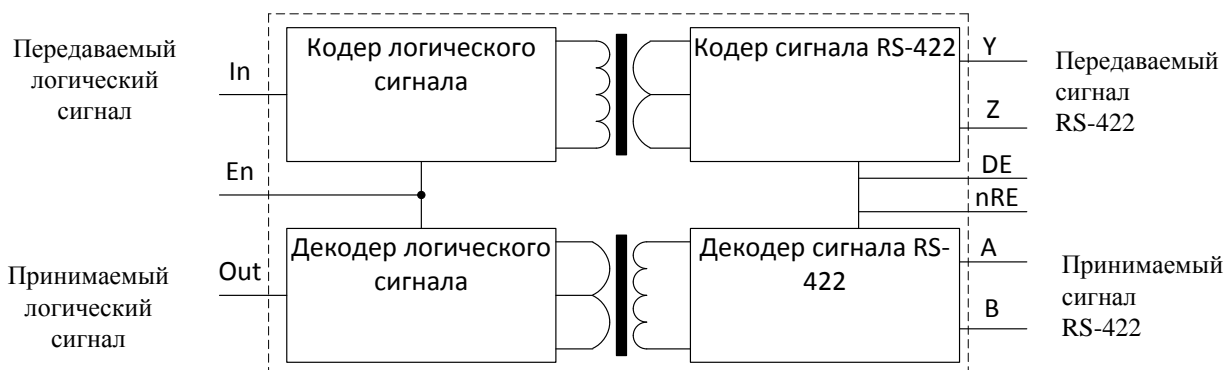 Передаваемый
логический
сигнал
In
Кодер логического
сигнала
Кодер сигнала RS-422
Y
Z
Передаваемый
сигнал
RS-422
En
DE
nRE
Принимаемый
логический
сигнал
Out
Декодер логического
сигнала
Декодер сигнала RS-
422
A
B
Принимаемый
сигнал
RS-422